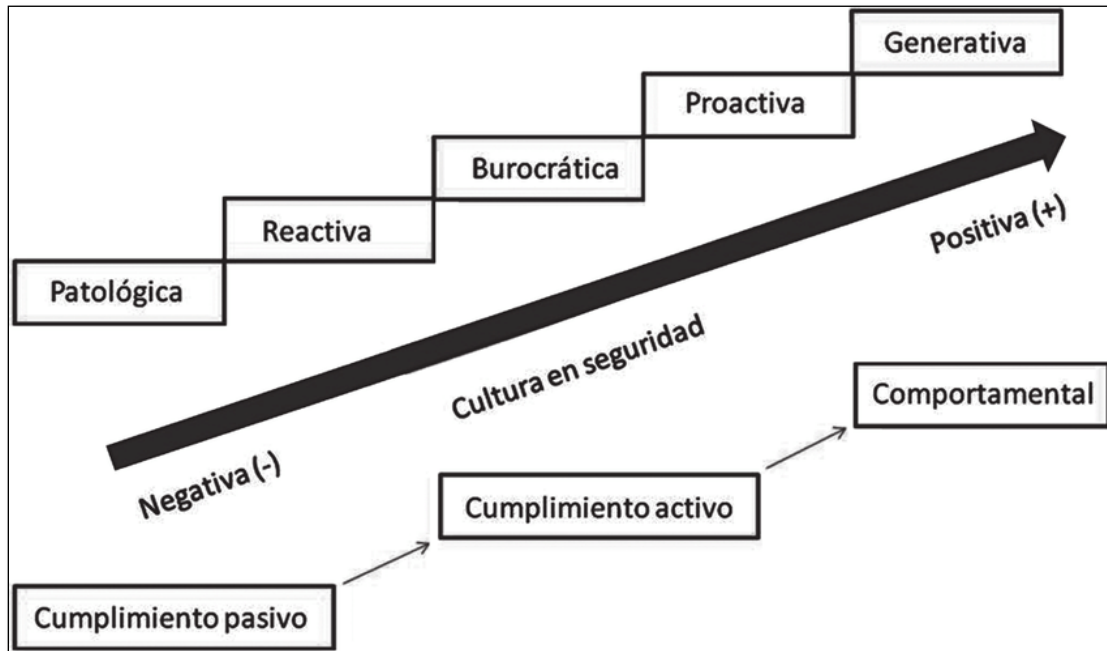 Generativa
Proactiva
Burocrática
Reactiva
Patológica
Positiva (+)
Cultura en seguridad
Negativa (-)
Comportamental
Cumplimiento activo
Cumplimiento pasivo